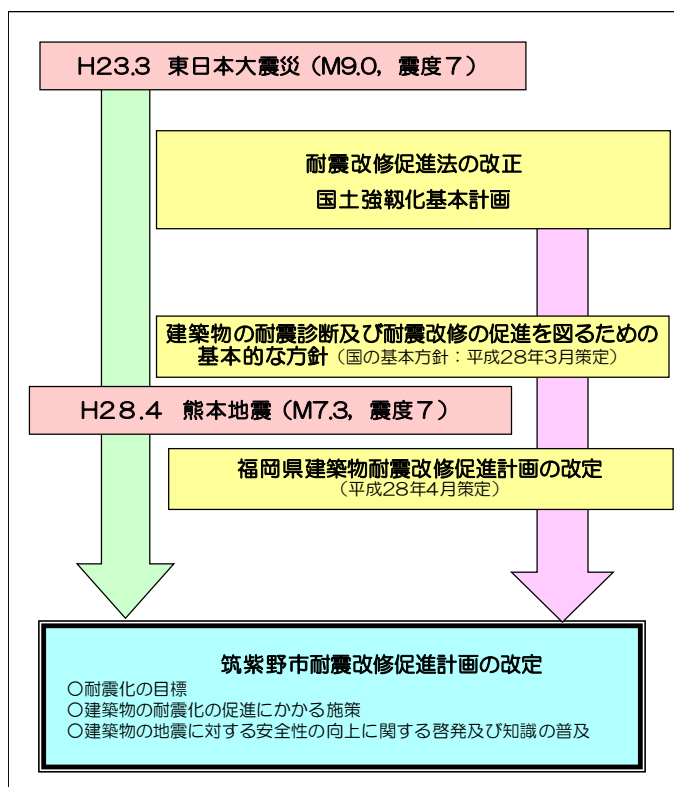 H23.3 東日本大震災（M9.0，震度７）
耐震改修促進法の改正
国土強靱化基本計画
建築物の耐震診断及び耐震改修の促進を図るための
基本的な方針（国の基本方針：平成28年3月策定）
H28.4 熊本地震（M7.3，震度７）
福岡県建築物耐震改修促進計画の改定
（平成28年4月策定）
筑紫野市耐震改修促進計画の改定
○耐震化の目標
○建築物の耐震化の促進にかかる施策
○建築物の地震に対する安全性の向上に関する啓発及び知識の普及